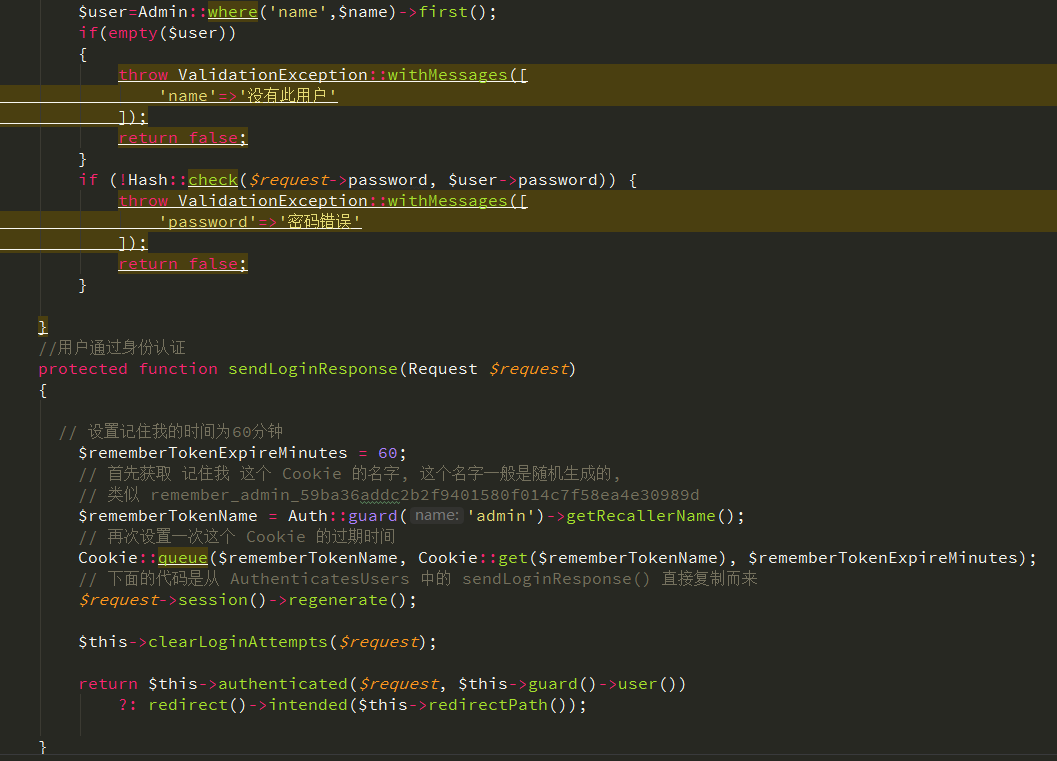 $user=Admin::where('name',$name)->first();
if(empty($user))
{
throw ValidationException::withMessages([
'name'=>'没有此用户'
]);
return false;
}
if (!Hash::check($request->password, $user->password)) {
throw ValidationException::withMessages([
'password'=>'密码错误'
]);
return false;
}
}
//用户通过身份认证
protected function sendLoginResponse(Request $request)
{
// 设置记住我的时间为60分钟
$rememberTokenExpireMinutes = 60;
// 首先获取 记住我 这个 Cookie 的名字, 这个名字一般是随机生成的,
// 类似 remember_admin_59ba36addc2b2f9401580f014c7f58ea4e30989d
$rememberTokenName = Auth::guard( name: 'admin')->getRecallerName();
// 再次设置一次这个 Cookie 的过期时间
Cookie::queue($rememberTokenName, Cookie::get($rememberTokenName), $rememberTokenExpireMinutes);
// 下面的代码是从 AuthenticatesUsers 中的 sendLoginResponse() 直接复制而来
$request->session()->regenerate();
$this->clearLoginAttempts($request);
return $this->authenticated($request, $this->guard()->user())
?: redirect()->intended($this->redirectPath());
}